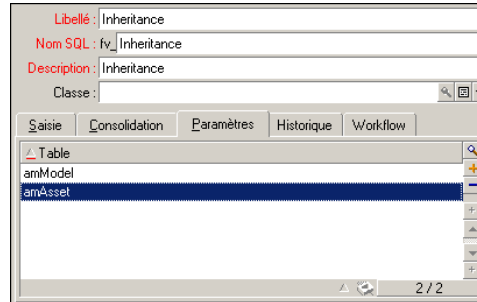 Libellé : Inheritance
Nom SQL : fv_ Inheritance
Description : Inheritance
Classe :
Saisie Consolidation Paramètres Historique Workflow
Table
amModel
amAsset
2 / 2